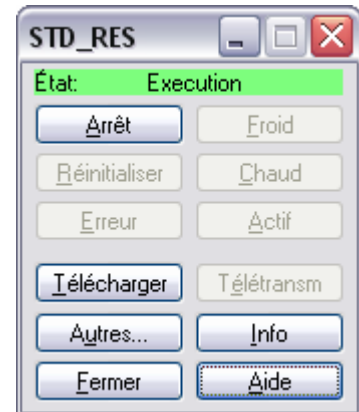 STD_RES
État: Execution
Arrêt Froid
Réinitialiser Chaud
Erreur Actif
Télécharger Télétransm
Autres... Info
Fermer Aide